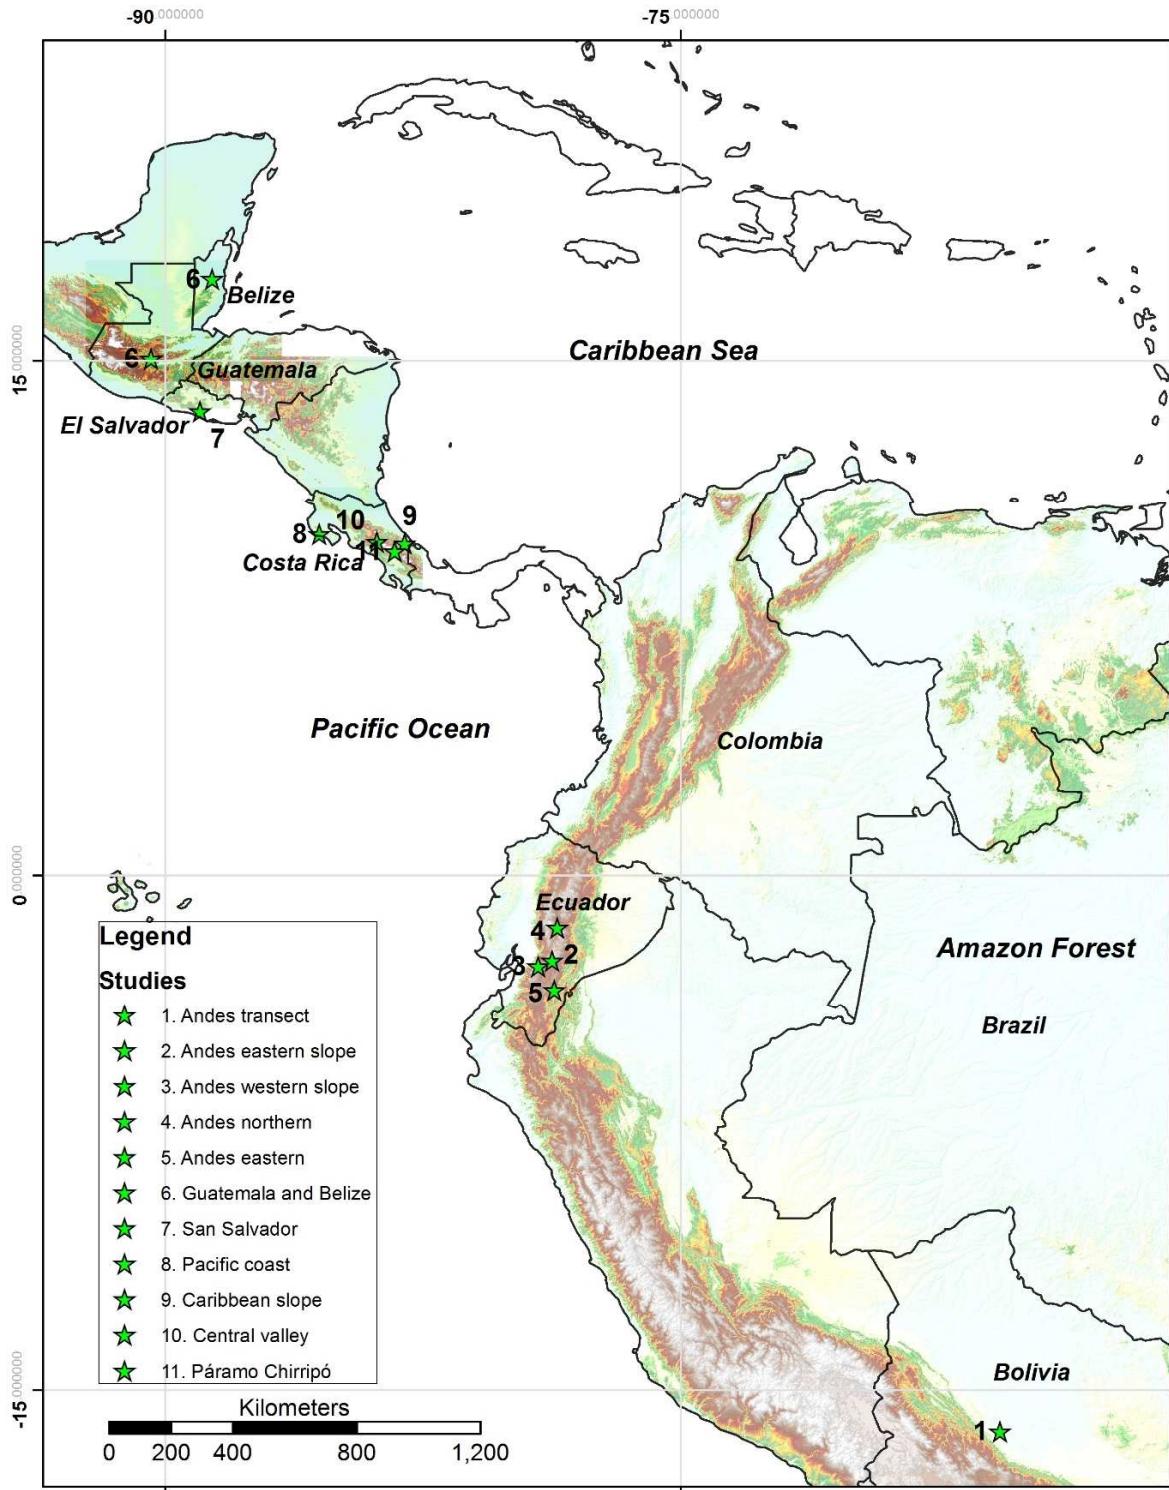 -90.000000
-75.000000
6
Belize
15.000000
Caribbean Sea
6
Guatemala
El Salvador
7
9
10
8
11
Costa Rica
Pacific Ocean
Colombia
0.000000
Ecuador
4
Amazon Forest
2
3
5
Brazil
Legend
Studies
1. Andes transect
2. Andes eastern slope
3. Andes western slope
4. Andes northern
5. Andes eastern
6. Guatemala and Belize
7. San Salvador
8. Pacific coast
9. Caribbean slope
10. Central valley
11. Páramo Chirripó
Bolivia
-15.000000
1
Kilometers
0 200 400 800 1,200